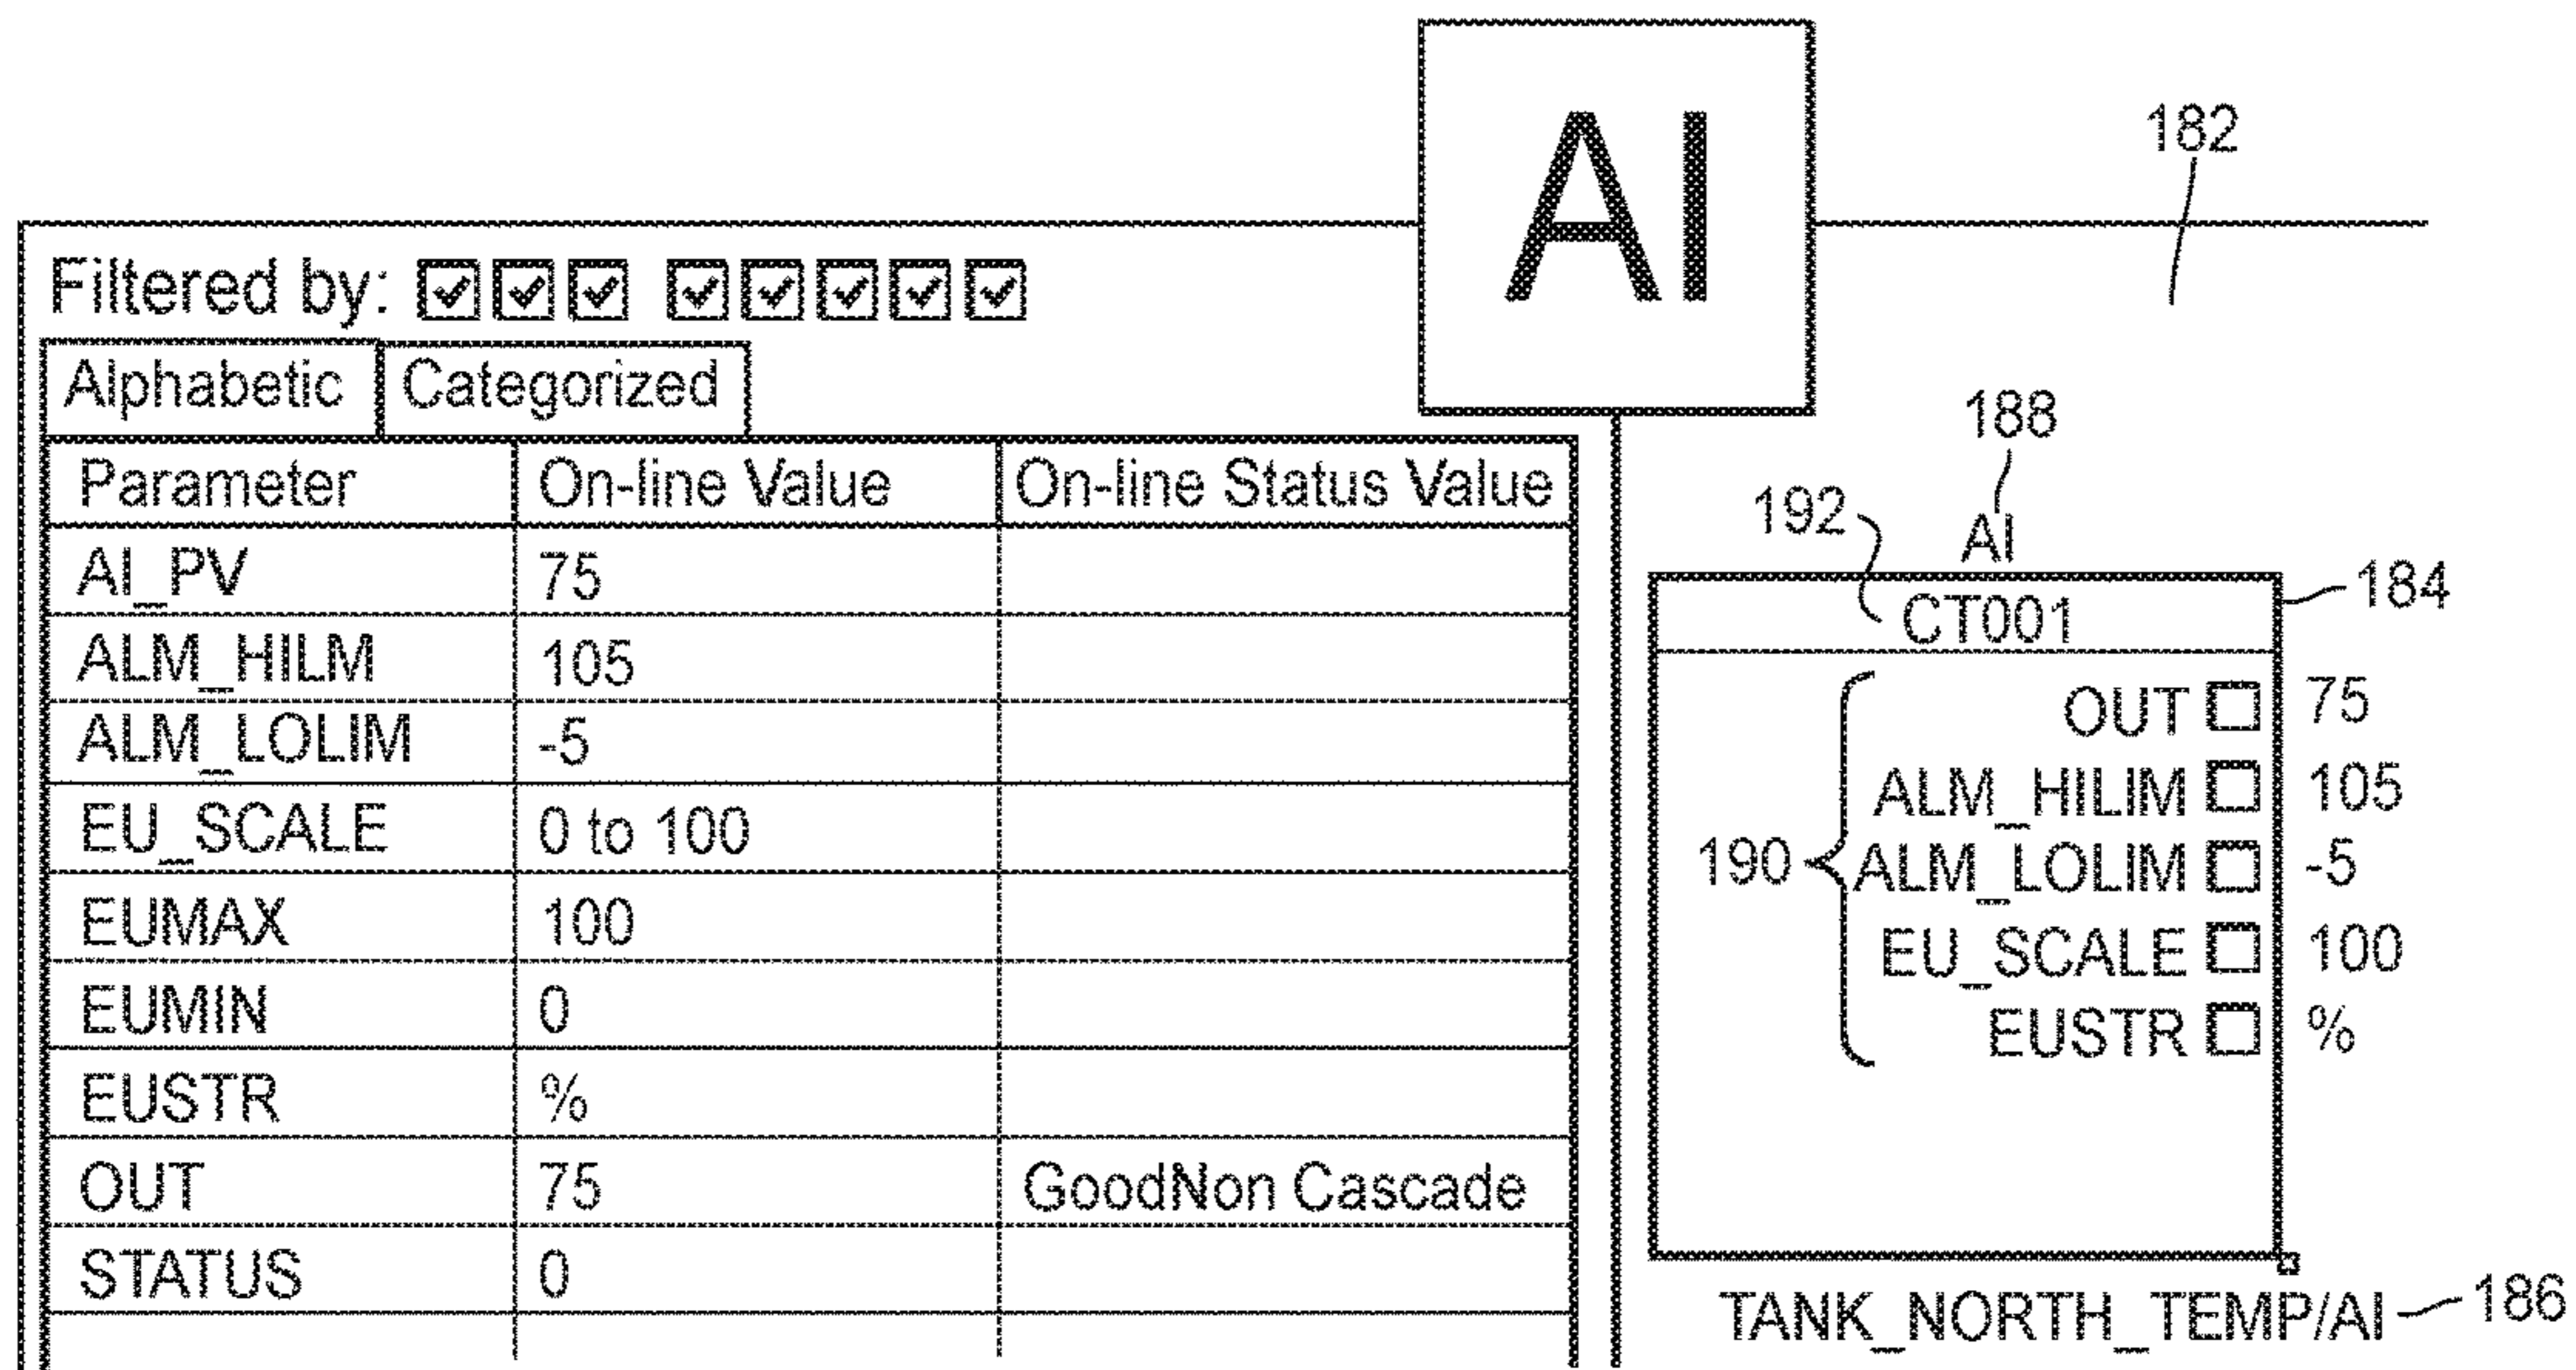 AI
182
Filtered by:
Alphabetic Categorized
Parameter On-line Value On-line Status Value
AI_PV 75
ALM_HILM 105
ALM_LOLIM -5
EU_SCALE 0 to 100
EUMAX 100
EUMIN 0
EUSTR %
OUT 75 GoodNon Cascade
STATUS 0
188
192
AI
184
CT001
OUT 75
ALM_HILIM 105
190 ALM_LOLIM -5
EU_SCALE 100
EUSTR %
TANK_NORTH_TEMP/AI 186